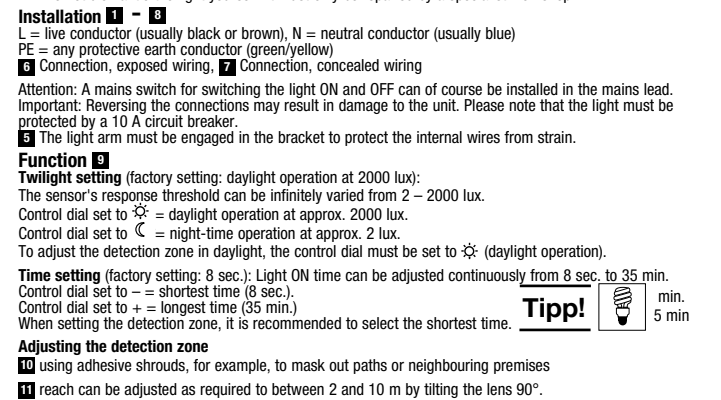 Installation 1 – 8
L = live conductor (usually black or brown), N = neutral conductor (usually blue)
PE = any protective earth conductor (green/yellow)
6 Connection, exposed wiring, 7 Connection, concealed wiring
Attention: A mains switch for switching the light ON and OFF can of course be installed in the mains lead.
Important: Reversing the connections may result in damage to the unit. Please note that the light must be
protected by a 10 A circuit breaker.
5 The light arm must be engaged in the bracket to protect the internal wires from strain.
Function 9
Twilight setting (factory setting: daylight operation at 2000 lux):
The sensor's response threshold can be infinitely varied from 2 – 2000 lux.
Control dial set to ☼ = daylight operation at approx. 2000 lux.
Control dial set to ☾ = night-time operation at approx. 2 lux.
To adjust the detection zone in daylight, the control dial must be set to ☼ (daylight operation).
Time setting (factory setting: 8 sec.): Light ON time can be adjusted continuously from 8 sec. to 35 min.
Control dial set to – = shortest time (8 sec.).
Control dial set to + = longest time (35 min.)
When setting the detection zone, it is recommended to select the shortest time.
Tipp!
min.
5 min
Adjusting the detection zone
10 using adhesive shrouds, for example, to mask out paths or neighbouring premises
11 reach can be adjusted as required to between 2 and 10 m by tilting the lens 90°.